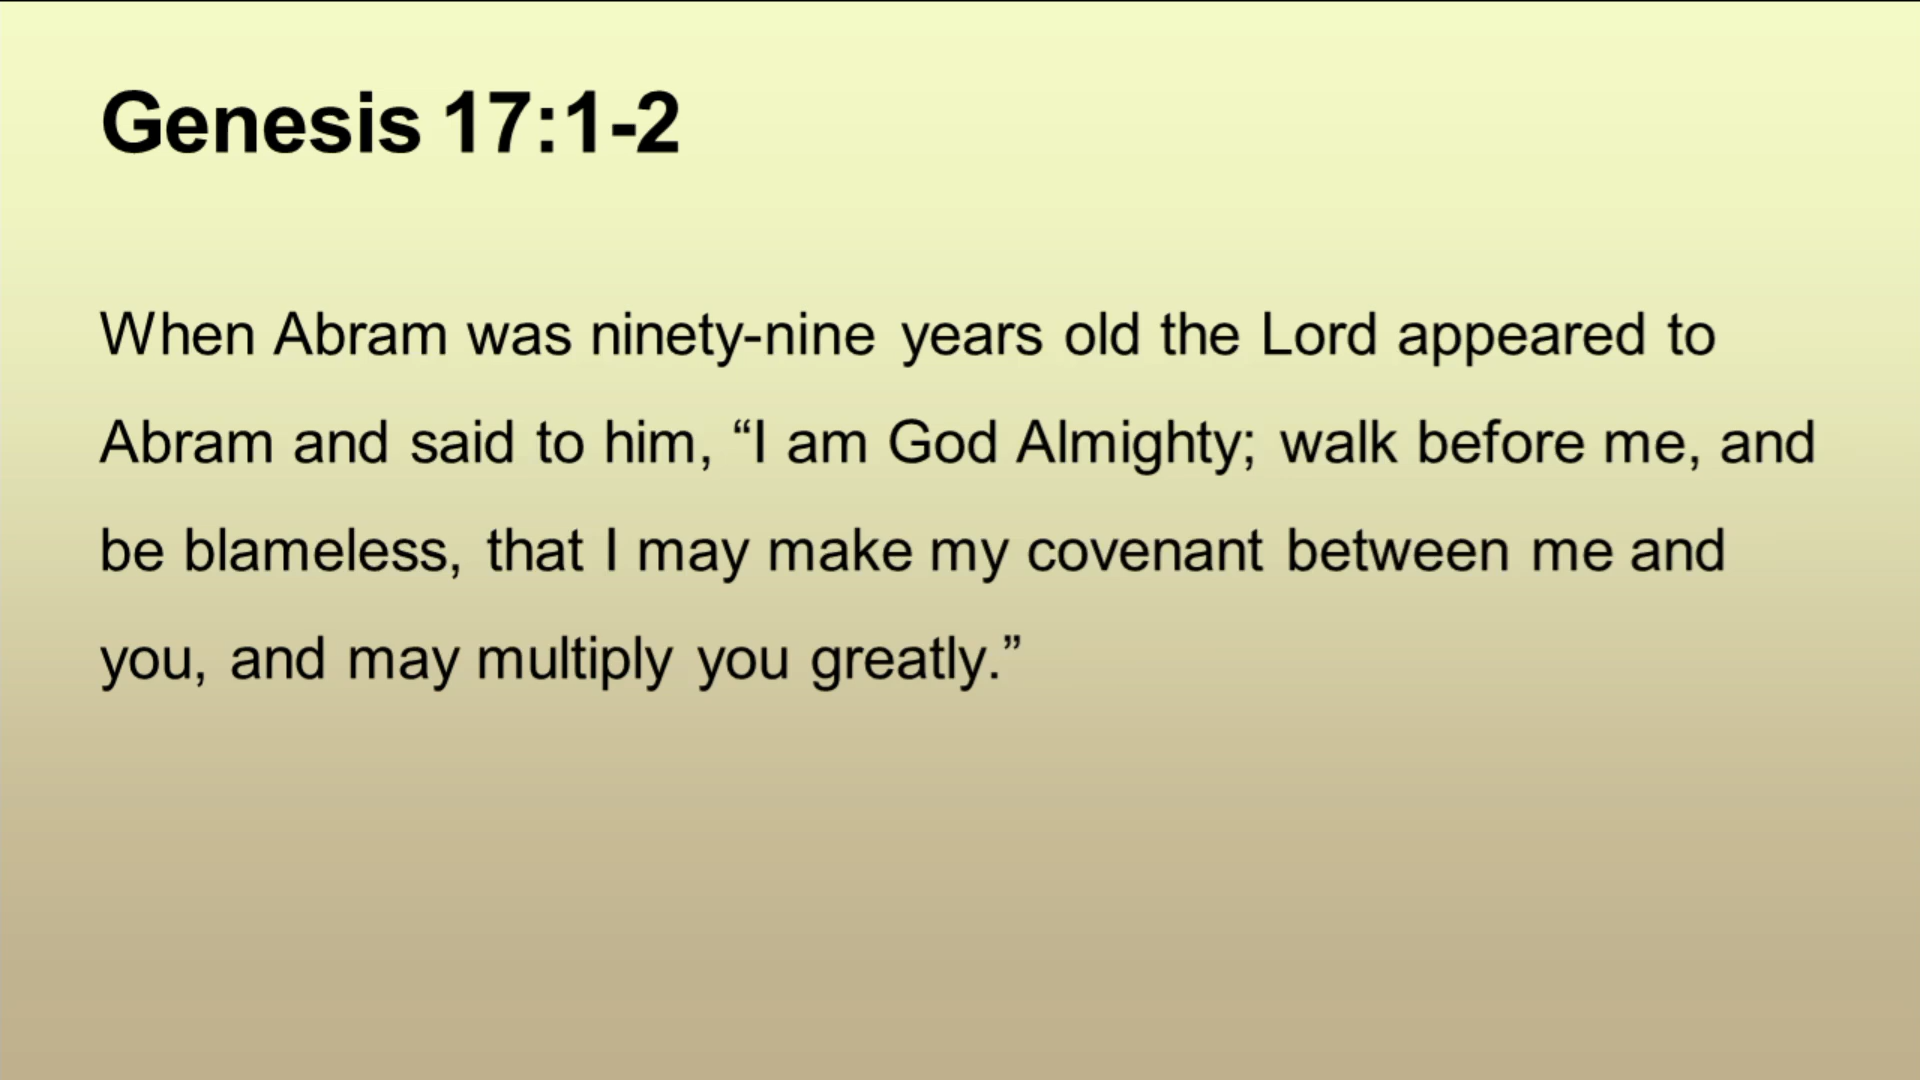 Genesis 17:1-2
When Abram was ninety-nine years old the Lord appeared to
Abram and said to him, “I am God Almighty; walk before me, and
be blameless, that I may make my covenant between me and
you, and may multiply you greatly.”